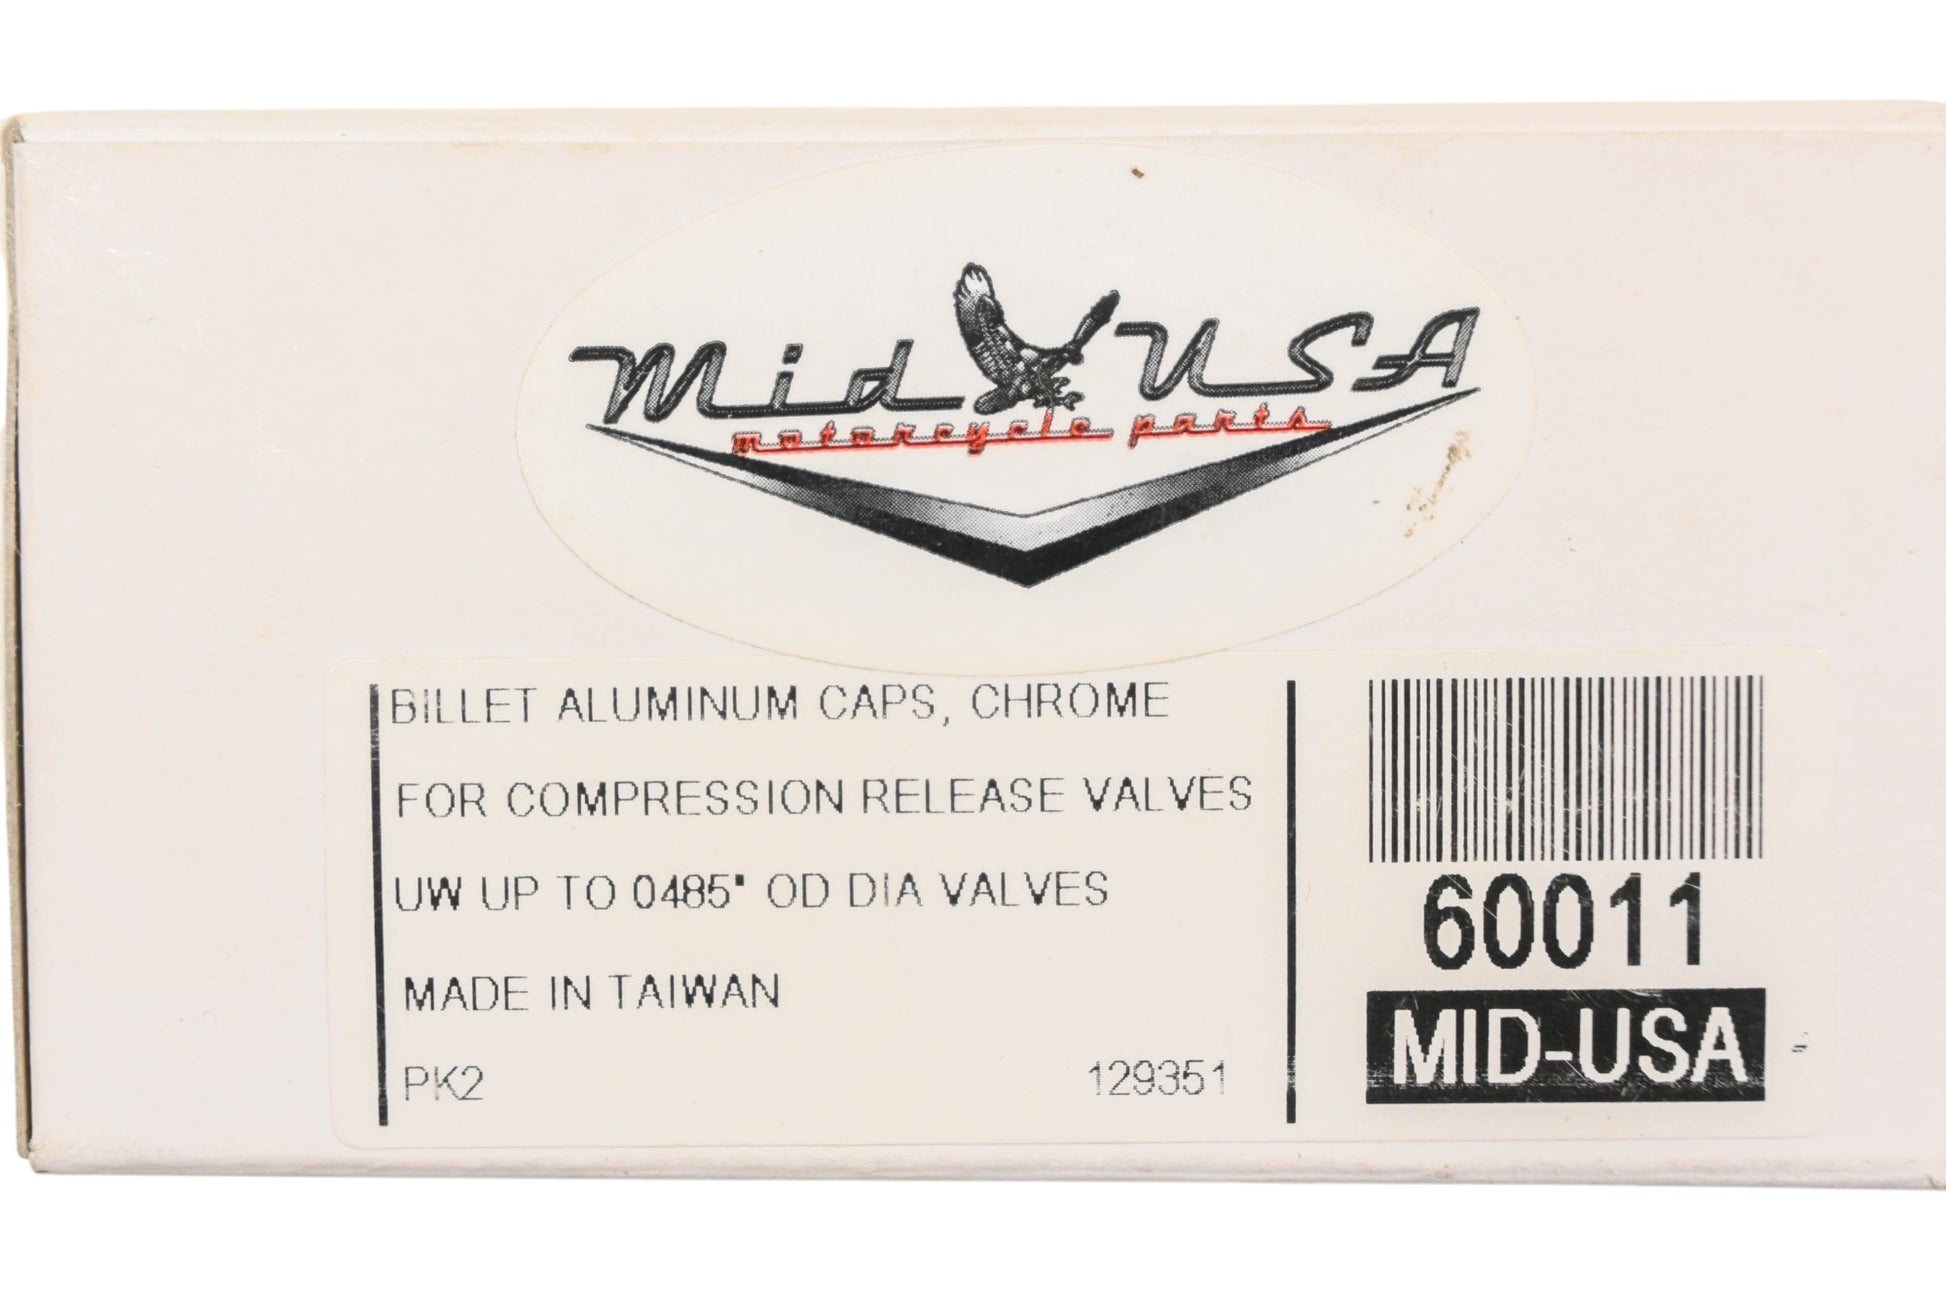 Mid USA
motorcycle parts
BILLET ALUMINUM CAPS, CHROME
FOR COMPRESSION RELEASE VALVES
UW UP TO 0485" OD DIA VALVES
MADE IN TAIWAN
PK2 129351
60011
MID-USA